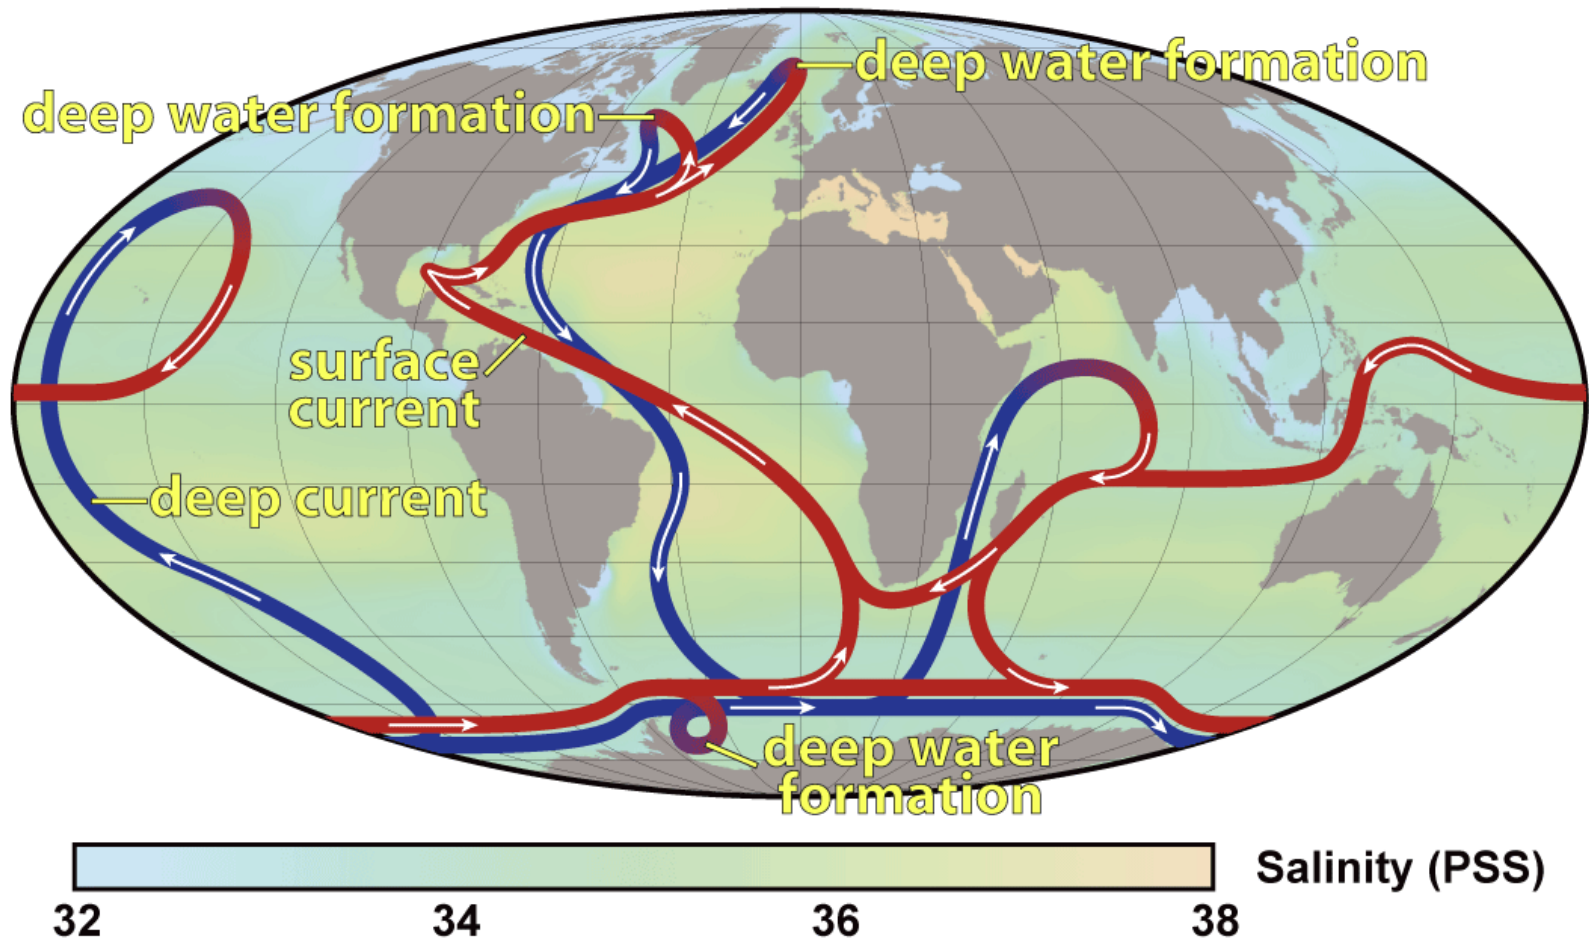 deep water formation
deep water formation
surface
current
deep current
deep water
formation
Salinity (PSS)
32 34 36 38